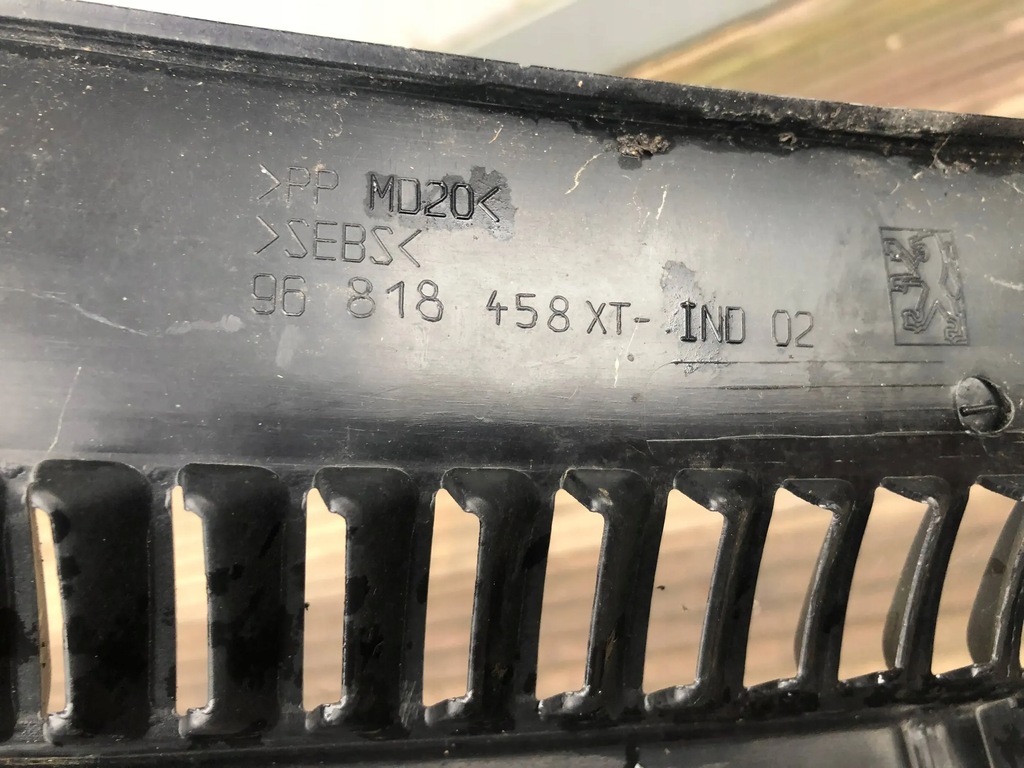 >PP MD20<
>SEBS<
96 818 458 XT- IND 02